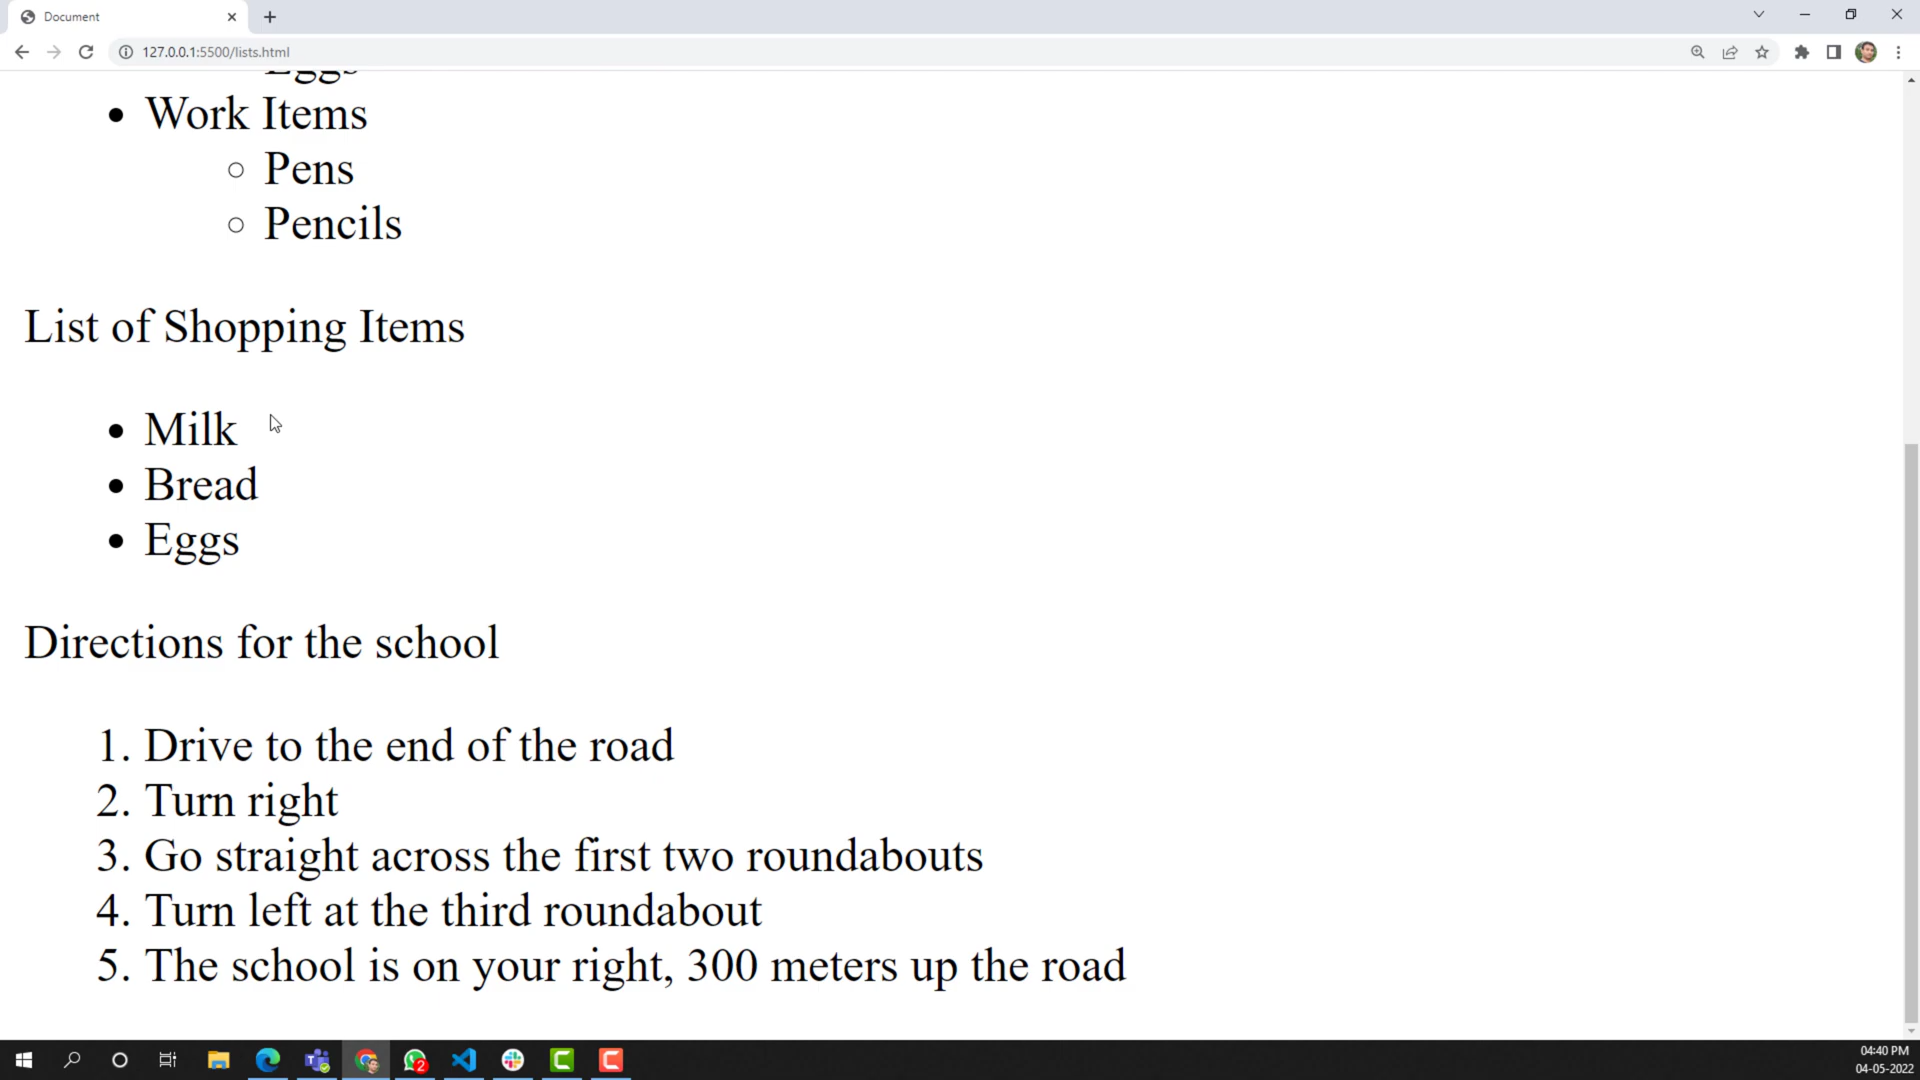 Document
127.0.0.1:5500/lists.html
Eggs
Work Items
Pens
Pencils
List of Shopping Items
Milk
Bread
Eggs
Directions for the school
1. Drive to the end of the road
2. Turn right
3. Go straight across the first two roundabouts
4. Turn left at the third roundabout
5. The school is on your right, 300 meters up the road
2
04:40 PM
04-05-2022